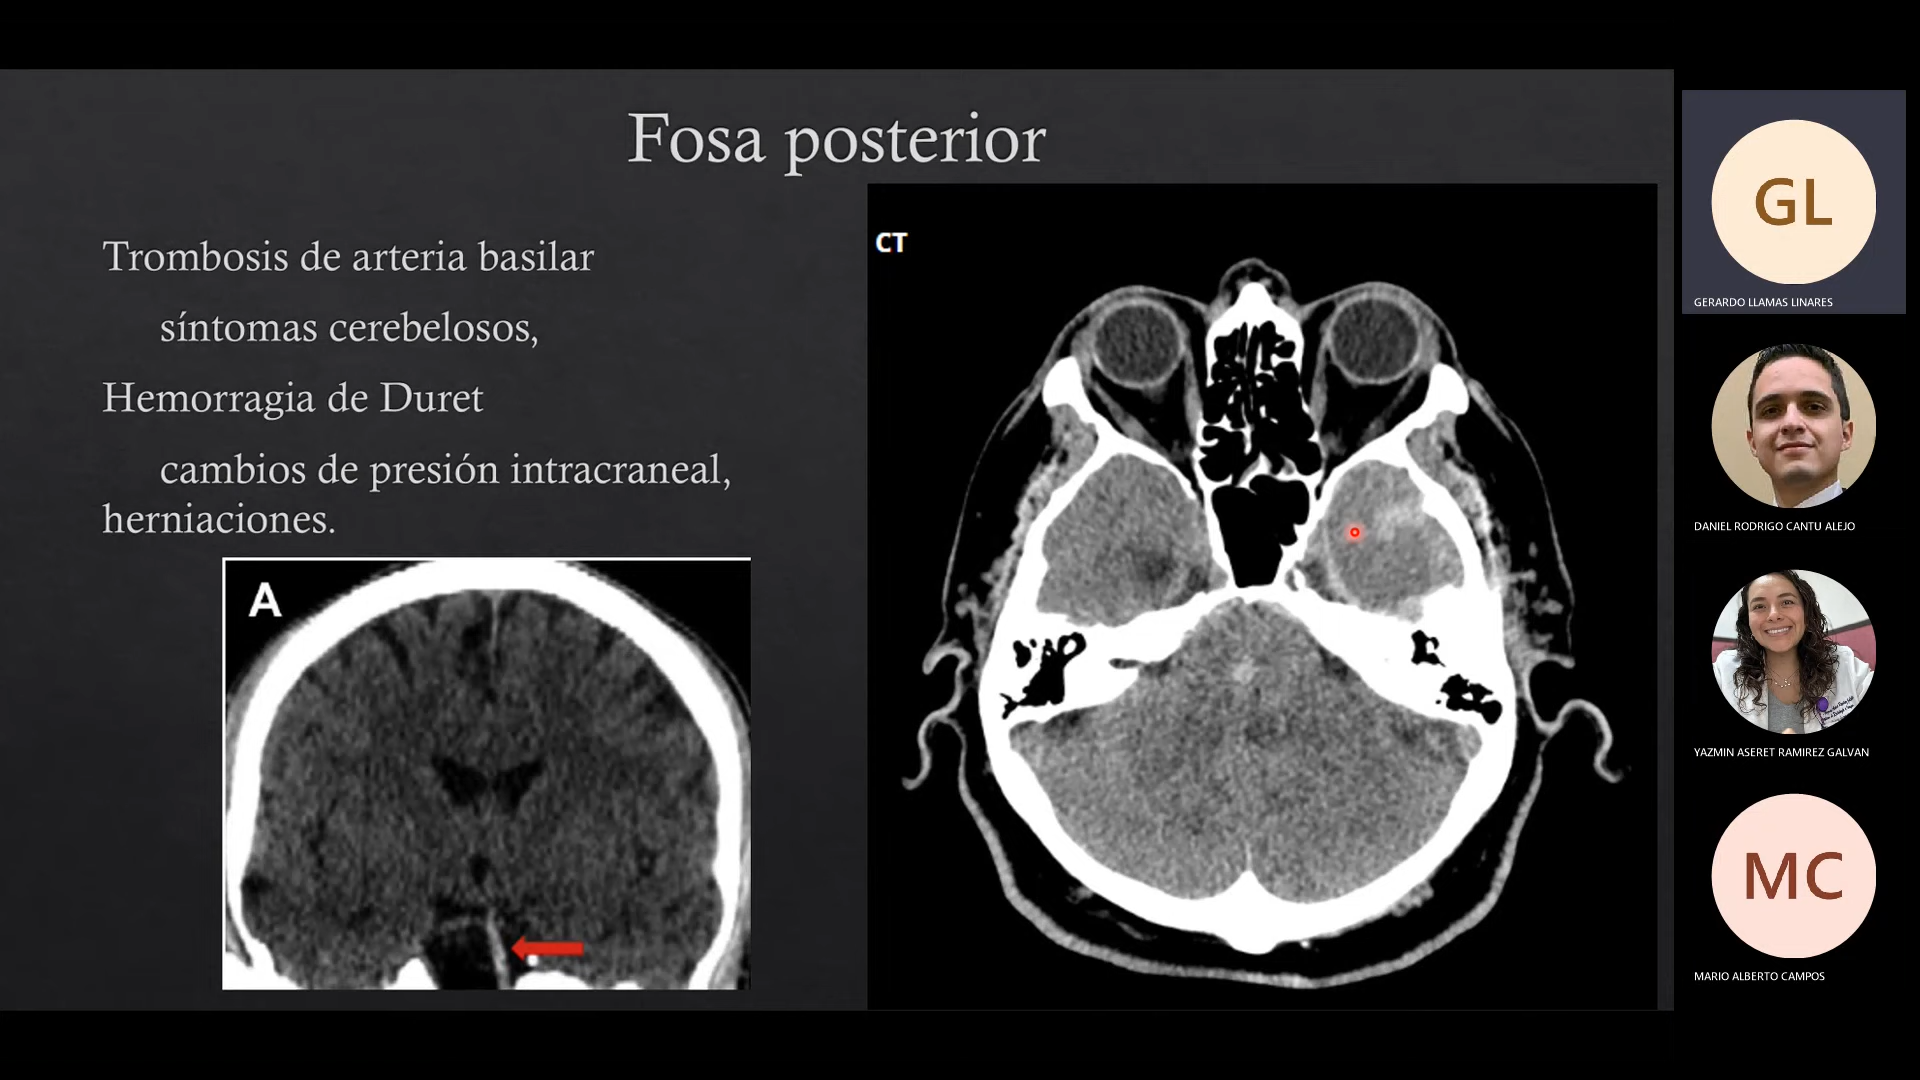 Fosa posterior
Trombosis de arteria basilar
síntomas cerebelosos,
Hemorragia de Duret
cambios de presión intracraneal,
herniaciones.
A
CT
GL
GERARDO LLAMAS LINARES
DANIEL RODRIGO CANTU ALEJO
YAZMIN ASERET RAMIREZ GALVAN
MC
MARIO ALBERTO CAMPOS